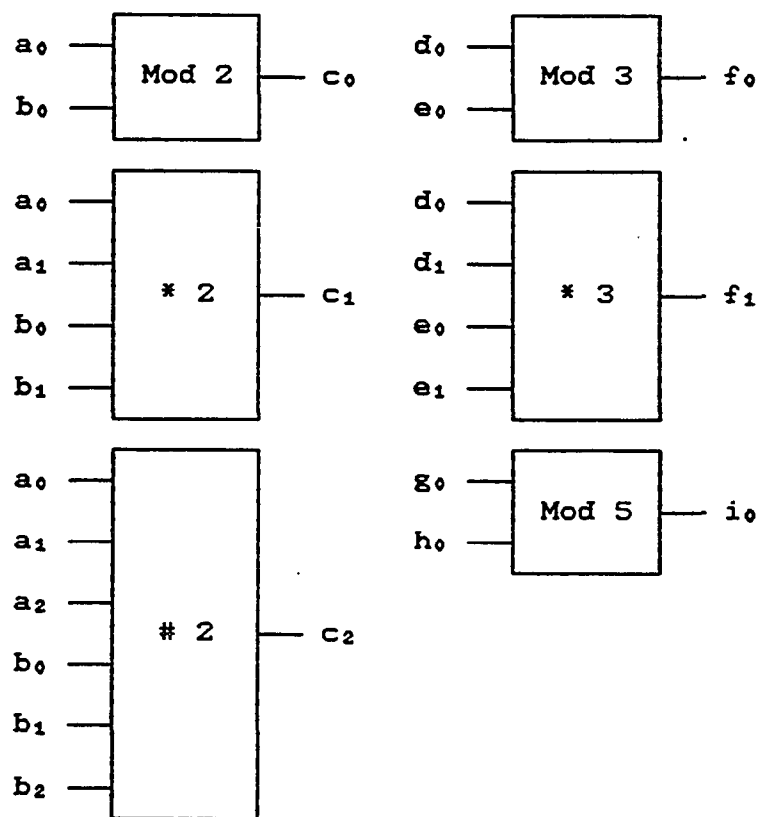 a₀
Mod 2
c₀
b₀
a₀
a₁
* 2
c₁
b₀
b₁
a₀
a₁
a₂
# 2
c₂
b₀
b₁
b₂
d₀
Mod 3
f₀
e₀
d₀
d₁
* 3
f₁
e₀
e₁
g₀
Mod 5
i₀
h₀